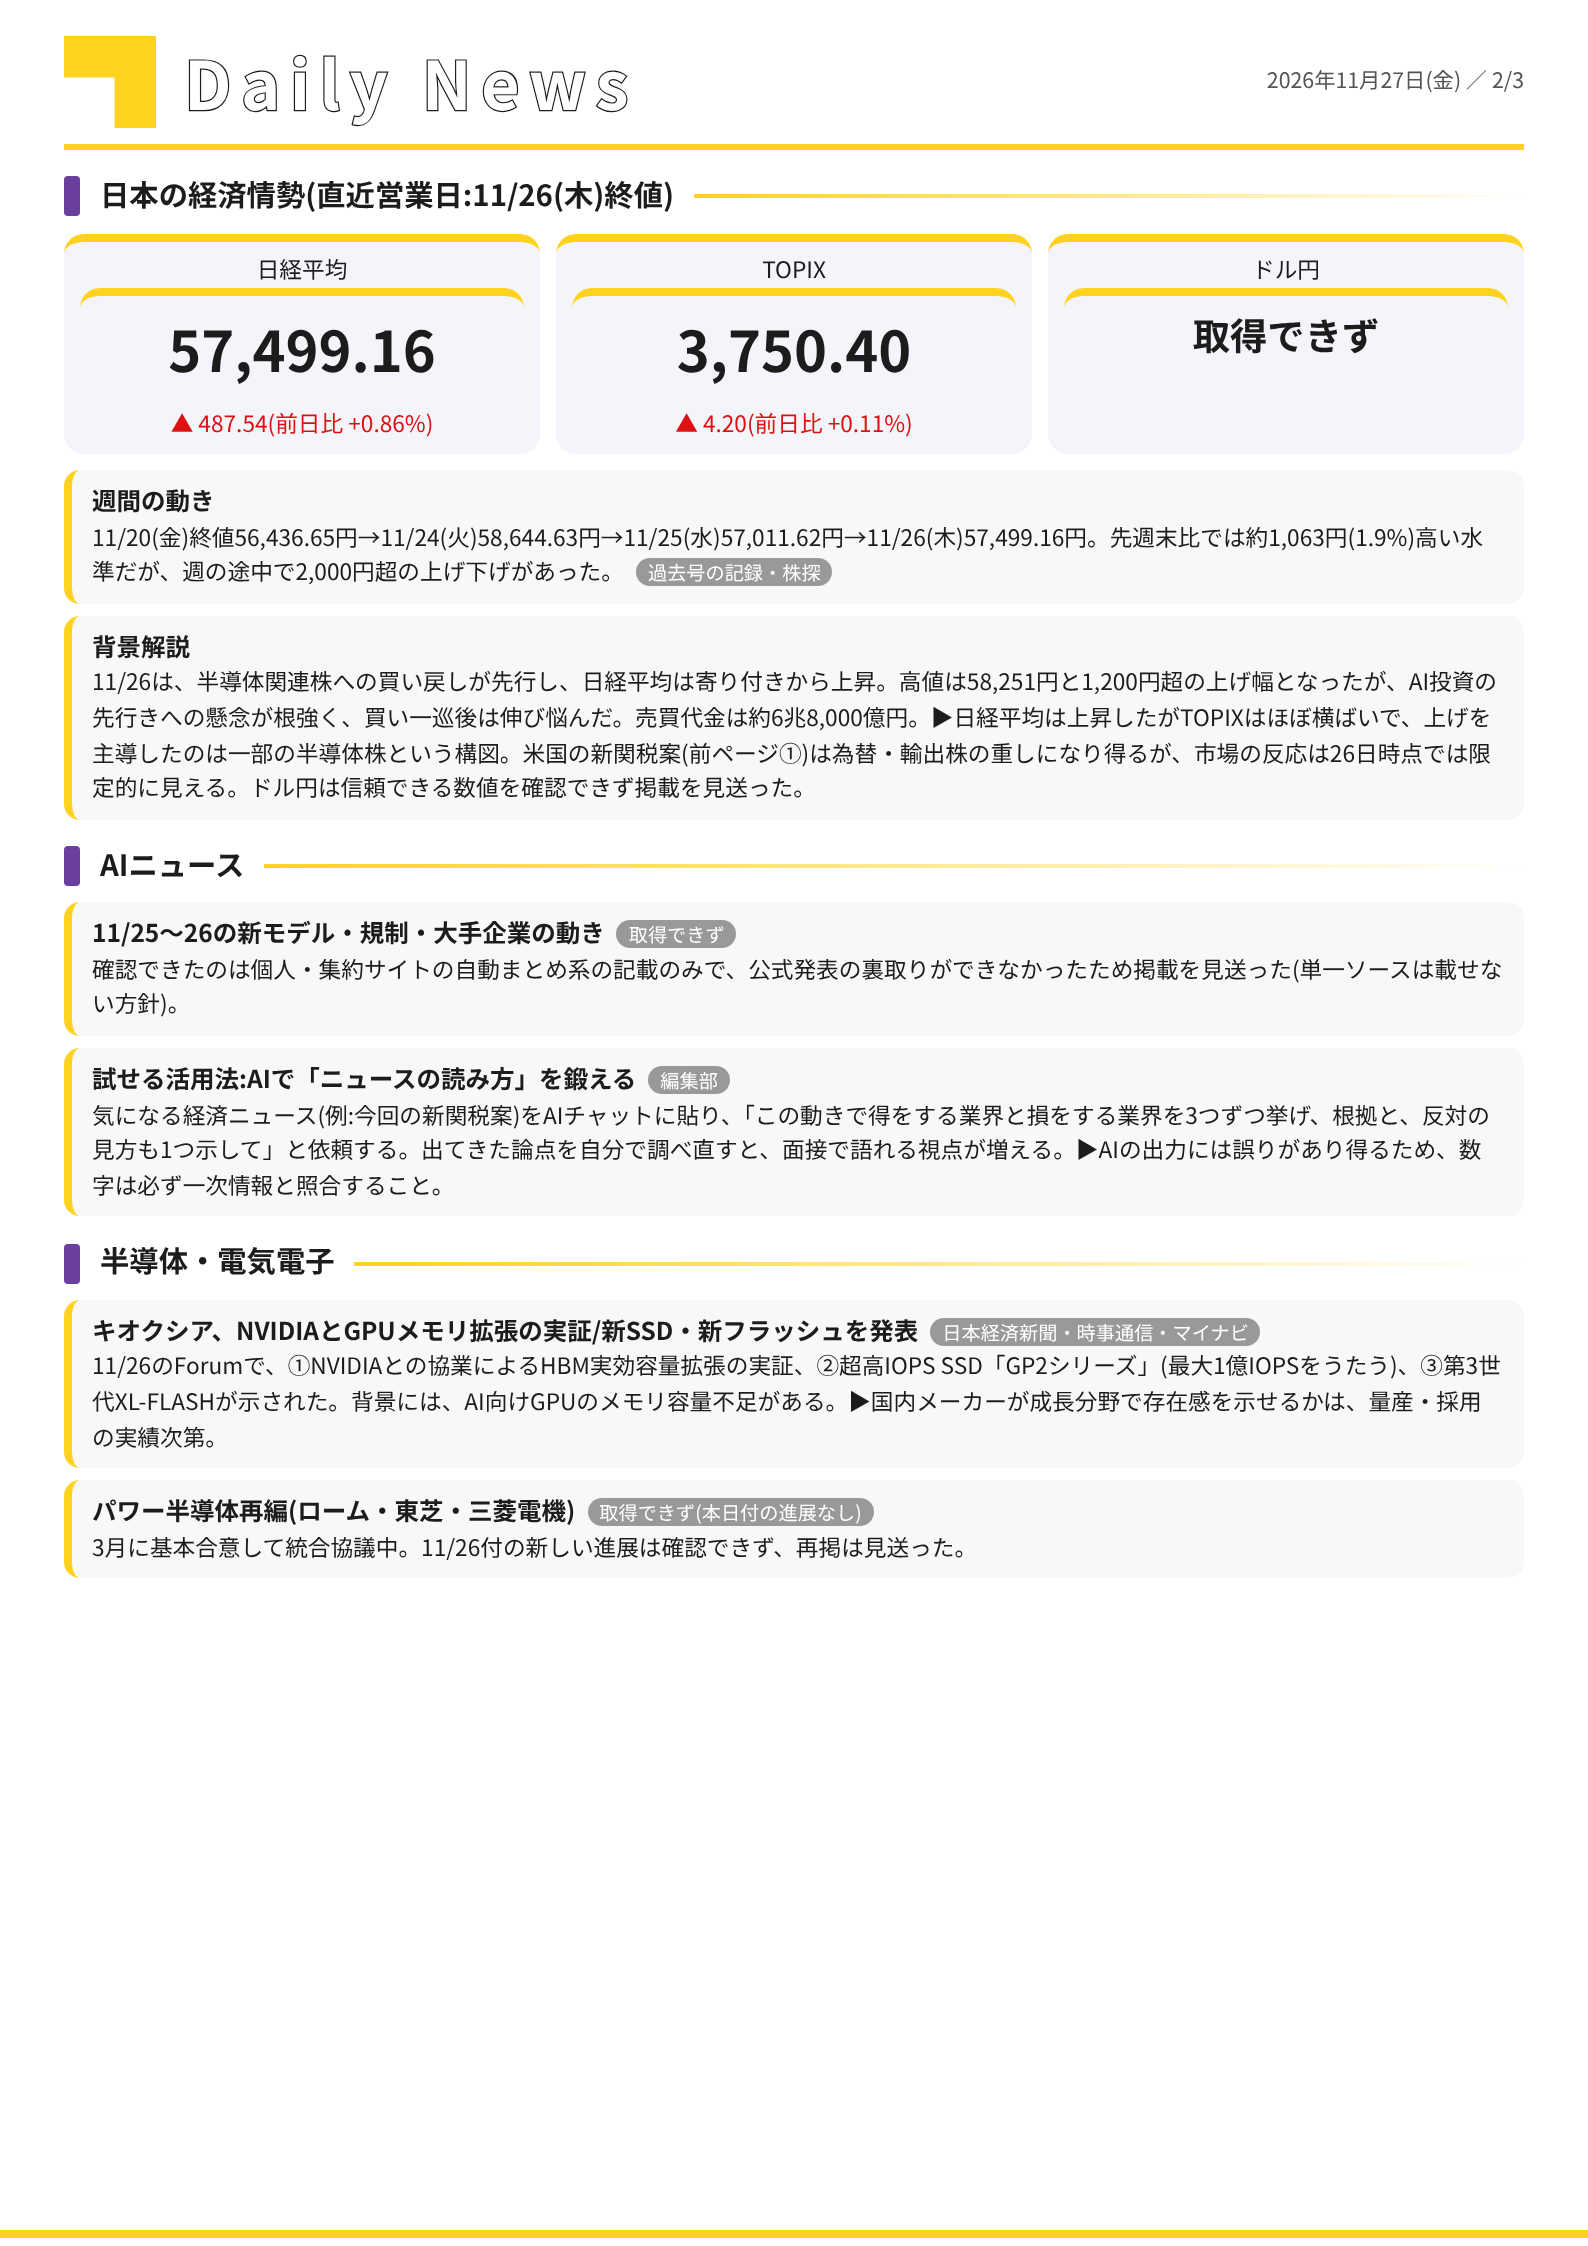 Daily News
2026年11月27日(金) ／ 2/3
日本の経済情勢(直近営業日:11/26(木)終値)
日経平均
57,499.16
▲ 487.54(前日比 +0.86%)
TOPIX
3,750.40
▲ 4.20(前日比 +0.11%)
ドル円
取得できず
週間の動き
11/20(金)終値56,436.65円→11/24(火)58,644.63円→11/25(水)57,011.62円→11/26(木)57,499.16円。先週末比では約1,063円(1.9%)高い水
準だが、週の途中で2,000円超の上げ下げがあった。 過去号の記録・株探
背景解説
11/26は、半導体関連株への買い戻しが先行し、日経平均は寄り付きから上昇。高値は58,251円と1,200円超の上げ幅となったが、AI投資の
先行きへの懸念が根強く、買い一巡後は伸び悩んだ。売買代金は約6兆8,000億円。▶日経平均は上昇したがTOPIXはほぼ横ばいで、上げを
主導したのは一部の半導体株という構図。米国の新関税案(前ページ①)は為替・輸出株の重しになり得るが、市場の反応は26日時点では限
定的に見える。ドル円は信頼できる数値を確認できず掲載を見送った。
AIニュース
11/25〜26の新モデル・規制・大手企業の動き 取得できず
確認できたのは個人・集約サイトの自動まとめ系の記載のみで、公式発表の裏取りができなかったため掲載を見送った(単一ソースは載せな
い方針)。
試せる活用法:AIで「ニュースの読み方」を鍛える 編集部
気になる経済ニュース(例:今回の新関税案)をAIチャットに貼り、「この動きで得をする業界と損をする業界を3つずつ挙げ、根拠と、反対の
見方も1つ示して」と依頼する。出てきた論点を自分で調べ直すと、面接で語れる視点が増える。▶AIの出力には誤りがあり得るため、数
字は必ず一次情報と照合すること。
半導体・電気電子
キオクシア、NVIDIAとGPUメモリ拡張の実証/新SSD・新フラッシュを発表 日本経済新聞・時事通信・マイナビ
11/26のForumで、①NVIDIAとの協業によるHBM実効容量拡張の実証、②超高IOPS SSD「GP2シリーズ」(最大1億IOPSをうたう)、③第3世
代XL-FLASHが示された。背景には、AI向けGPUのメモリ容量不足がある。▶国内メーカーが成長分野で存在感を示せるかは、量産・採用
の実績次第。
パワー半導体再編(ローム・東芝・三菱電機) 取得できず(本日付の進展なし)
3月に基本合意して統合協議中。11/26付の新しい進展は確認できず、再掲は見送った。